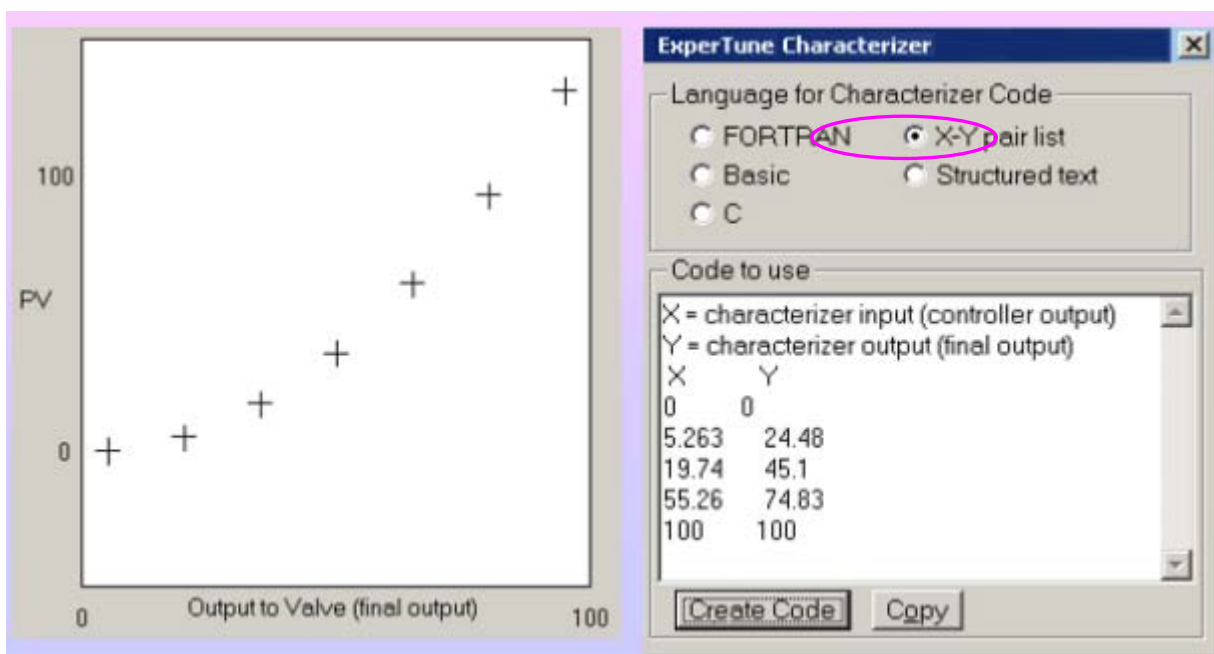 100
PV
0
0
Output to Valve (final output)
100
ExperTune Characterizer
Language for Characterizer Code
FORTRAN
X-Y pair list
Basic
Structured text
C
Code to use
X = characterizer input (controller output)
Y = characterizer output (final output)
X Y
0 0
5.263 24.48
19.74 45.1
55.26 74.83
100 100
Create Code
Copy